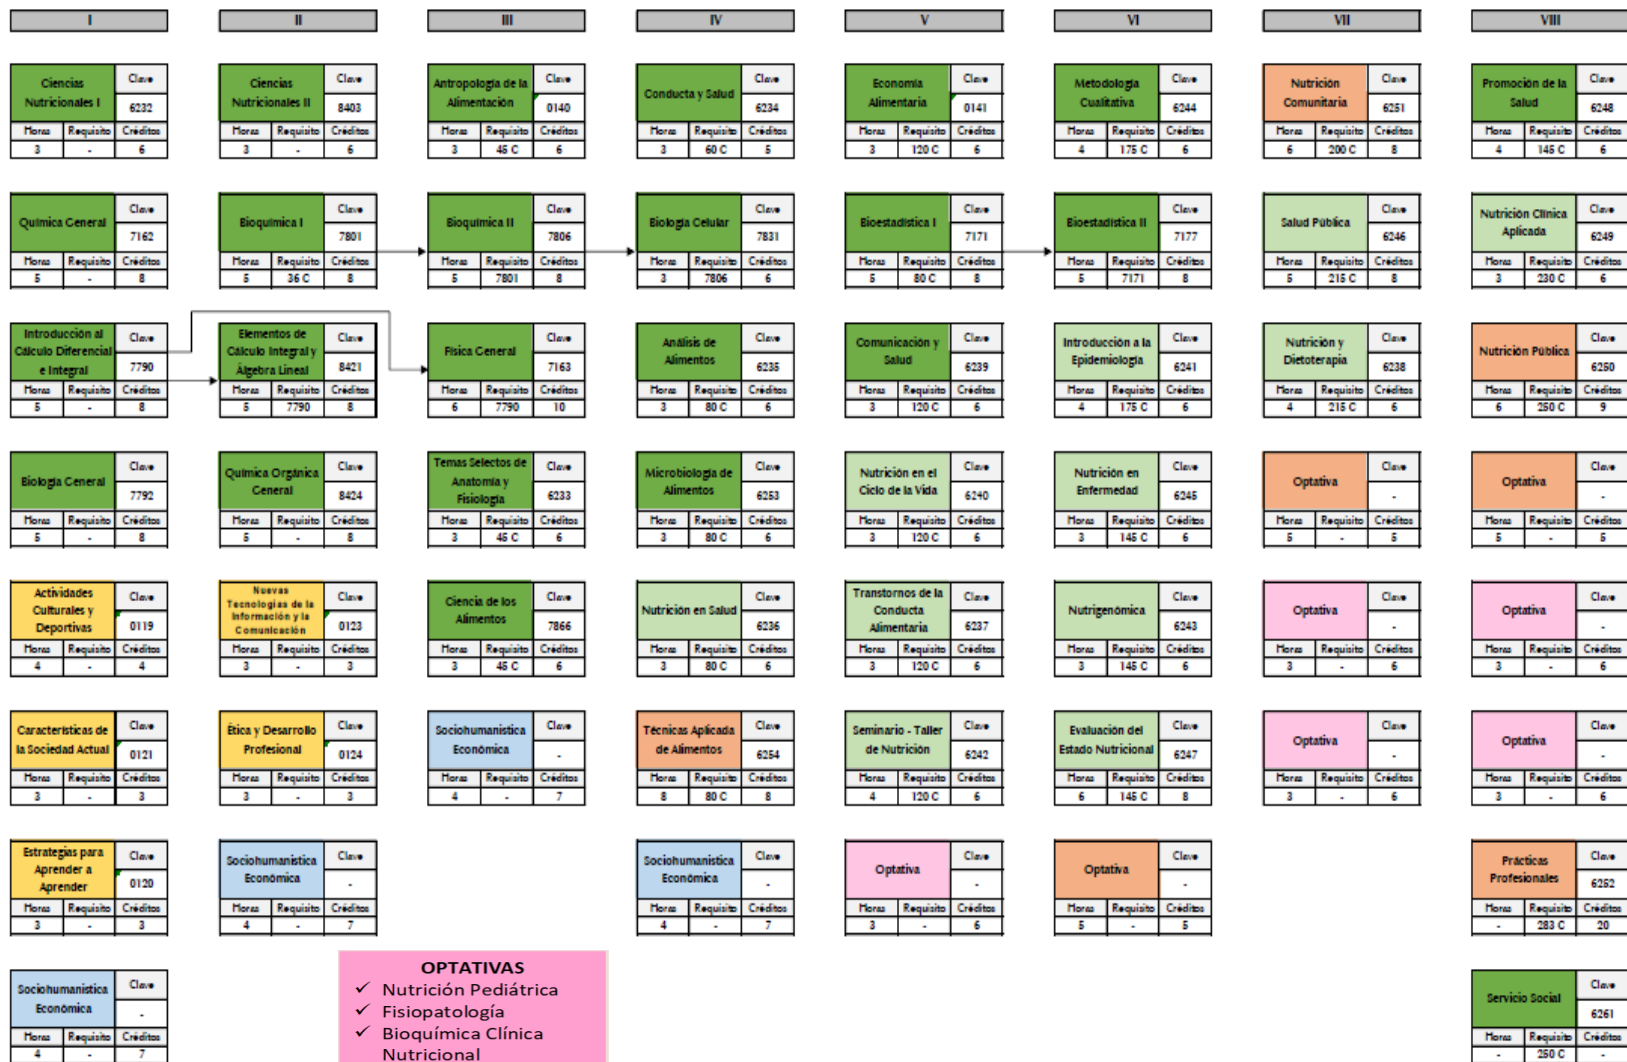 I II III IV V VI VII VIII
Ciencias Nutricionales I Clave 6232
Horas Requisito Créditos
3 - 6
Ciencias Nutricionales II Clave 8403
Horas Requisito Créditos
3 - 6
Antropología de la Alimentación Clave 0140
Horas Requisito Créditos
3 45 C 6
Conducta y Salud Clave 6234
Horas Requisito Créditos
3 60 C 5
Economía Alimentaria Clave 0141
Horas Requisito Créditos
3 120 C 6
Metodología Cualitativa Clave 6244
Horas Requisito Créditos
4 175 C 6
Nutrición Comunitaria Clave 6251
Horas Requisito Créditos
6 200 C 8
Promoción de la Salud Clave 6248
Horas Requisito Créditos
4 145 C 6
Química General Clave 7162
Horas Requisito Créditos
5 - 8
Bioquímica I Clave 7801
Horas Requisito Créditos
5 36 C 8
Bioquímica II Clave 7806
Horas Requisito Créditos
5 7801 8
Biología Celular Clave 7831
Horas Requisito Créditos
3 7806 6
Bioestadística I Clave 7171
Horas Requisito Créditos
5 80 C 8
Bioestadística II Clave 7177
Horas Requisito Créditos
5 7171 8
Salud Pública Clave 6246
Horas Requisito Créditos
5 215 C 8
Nutrición Clínica Aplicada Clave 6249
Horas Requisito Créditos
3 230 C 6
Introducción al Cálculo Diferencial e Integral Clave 7790
Horas Requisito Créditos
5 - 8
Elementos de Cálculo Integral y Álgebra Lineal Clave 8421
Horas Requisito Créditos
5 7790 8
Física General Clave 7163
Horas Requisito Créditos
6 7790 10
Análisis de Alimentos Clave 6235
Horas Requisito Créditos
3 80 C 6
Comunicación y Salud Clave 6239
Horas Requisito Créditos
3 120 C 6
Introducción a la Epidemiología Clave 6241
Horas Requisito Créditos
4 175 C 6
Nutrición y Dietoterapia Clave 6238
Horas Requisito Créditos
4 215 C 6
Nutrición Pública Clave 6250
Horas Requisito Créditos
6 250 C 9
Biología General Clave 7792
Horas Requisito Créditos
5 - 8
Química Orgánica General Clave 8424
Horas Requisito Créditos
5 - 8
Temas Selectos de Anatomía y Fisiología Clave 6233
Horas Requisito Créditos
3 45 C 6
Microbiología de Alimentos Clave 6253
Horas Requisito Créditos
3 80 C 6
Nutrición en el Ciclo de la Vida Clave 6240
Horas Requisito Créditos
3 120 C 6
Nutrición en Enfermedad Clave 6245
Horas Requisito Créditos
3 145 C 6
Optativa Clave -
Horas Requisito Créditos
5 - 5
Optativa Clave -
Horas Requisito Créditos
5 - 5
Actividades Culturales y Deportivas Clave 0119
Horas Requisito Créditos
4 - 4
Nuevas Tecnologías de la Información y la Comunicación Clave 0123
Horas Requisito Créditos
3 - 3
Ciencia de los Alimentos Clave 7866
Horas Requisito Créditos
3 45 C 6
Nutrición en Salud Clave 6236
Horas Requisito Créditos
3 80 C 6
Transtornos de la Conducta Alimentaria Clave 6237
Horas Requisito Créditos
3 120 C 6
Nutrigenómica Clave 6243
Horas Requisito Créditos
3 145 C 6
Optativa Clave -
Horas Requisito Créditos
3 - 6
Optativa Clave -
Horas Requisito Créditos
3 - 6
Características de la Sociedad Actual Clave 0121
Horas Requisito Créditos
3 - 3
Ética y Desarrollo Profesional Clave 0124
Horas Requisito Créditos
3 - 3
Sociohumanistica Económica Clave -
Horas Requisito Créditos
4 - 7
Técnicas Aplicada de Alimentos Clave 6254
Horas Requisito Créditos
8 80 C 8
Seminario - Taller de Nutrición Clave 6242
Horas Requisito Créditos
4 120 C 6
Evaluación del Estado Nutricional Clave 6247
Horas Requisito Créditos
6 145 C 8
Optativa Clave -
Horas Requisito Créditos
3 - 6
Optativa Clave -
Horas Requisito Créditos
3 - 6
Estrategias para Aprender a Aprender Clave 0120
Horas Requisito Créditos
3 - 3
Sociohumanistica Económica Clave -
Horas Requisito Créditos
4 - 7
Sociohumanistica Económica Clave -
Horas Requisito Créditos
4 - 7
Optativa Clave -
Horas Requisito Créditos
3 - 6
Optativa Clave -
Horas Requisito Créditos
5 - 5
Prácticas Profesionales Clave 6252
Horas Requisito Créditos
- 283 C 20
Sociohumanistica Económica Clave -
Horas Requisito Créditos
4 - 7
OPTATIVAS
✓ Nutrición Pediátrica
✓ Fisiopatología
✓ Bioquímica Clínica
Nutricional
Servicio Social Clave 6261
Horas Requisito Créditos
- 250 C -